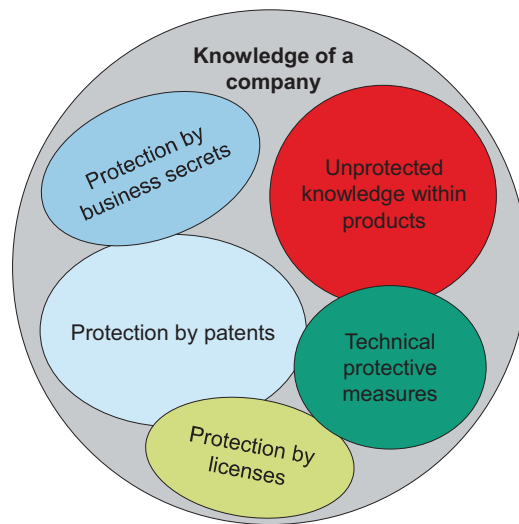 Knowledge of a
company
Protection by
business secrets
Unprotected
knowledge within
products
Protection by patents
Technical
protective
measures
Protection by
licenses